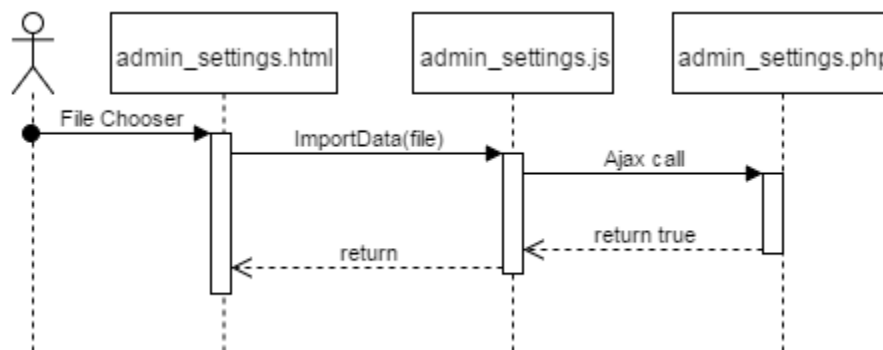 admin_settings.html
admin_settings.js
admin_settings.php
File Chooser
ImportData(file)
Ajax call
return true
return